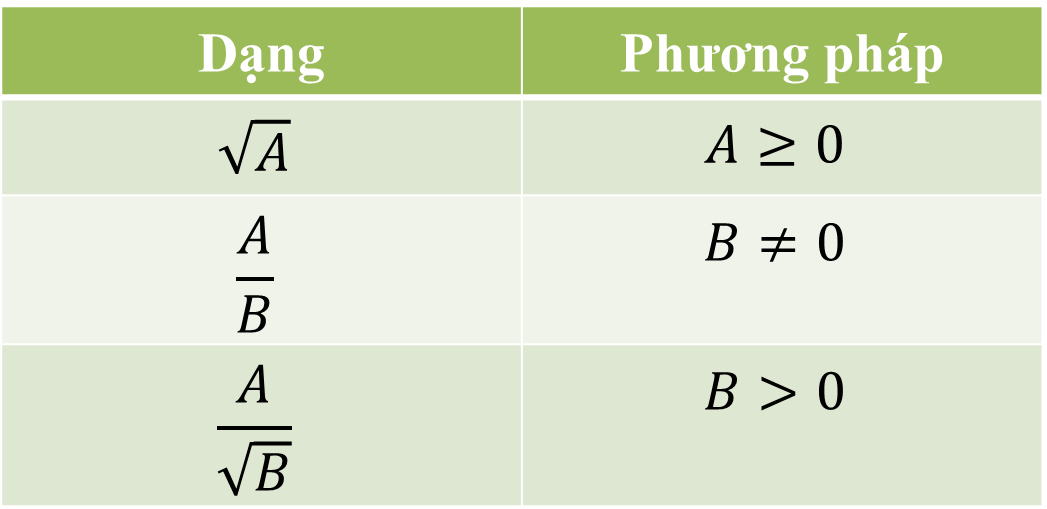 Dạng Phương pháp
√A A ≥ 0
A/B B ≠ 0
A/√B B > 0